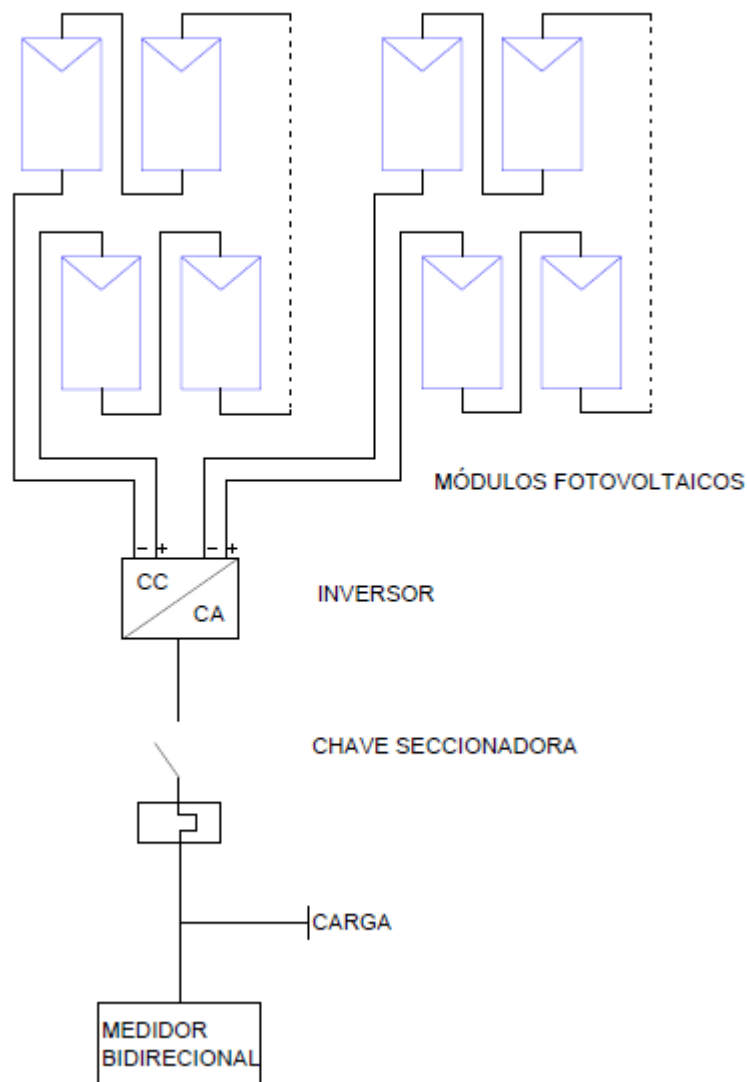 MÓDULOS FOTOVOLTAICOS
- + - +
CC
CA
INVERSOR
CHAVE SECCIONADORA
CARGA
MEDIDOR
BIDIRECIONAL